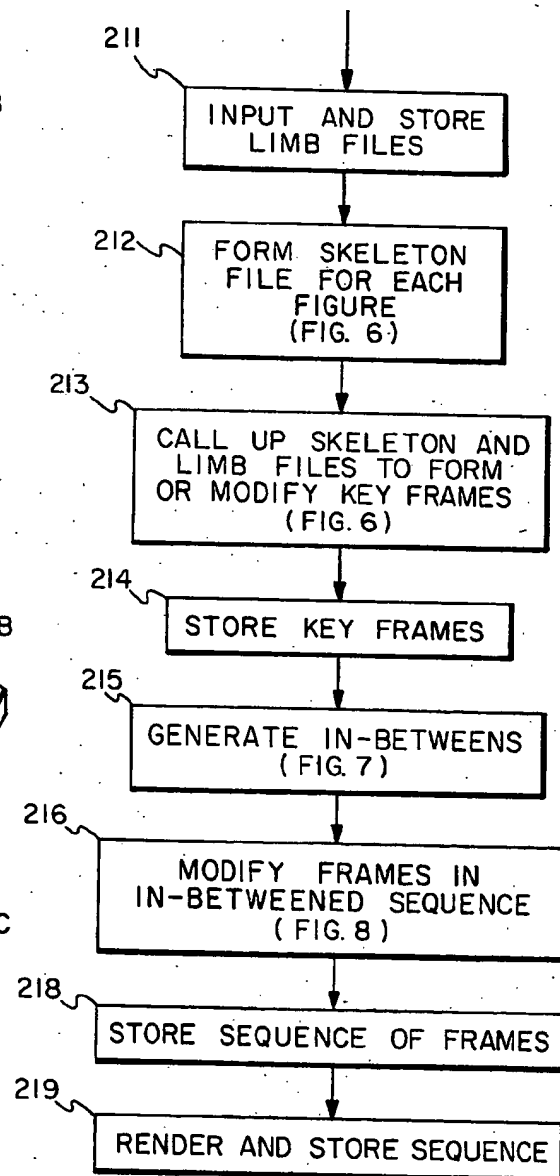 211
INPUT AND STORE
LIMB FILES
212
FORM SKELETON
FILE FOR EACH
FIGURE
(FIG. 6)
213
CALL UP SKELETON AND
LIMB FILES TO FORM
OR MODIFY KEY FRAMES
(FIG. 6)
214
STORE KEY FRAMES
B
215
GENERATE IN-BETWEENS
(FIG. 7)
216
MODIFY FRAMES IN
IN-BETWEENED SEQUENCE
(FIG. 8)
C
218
STORE SEQUENCE OF FRAMES
219
RENDER AND STORE SEQUENCE